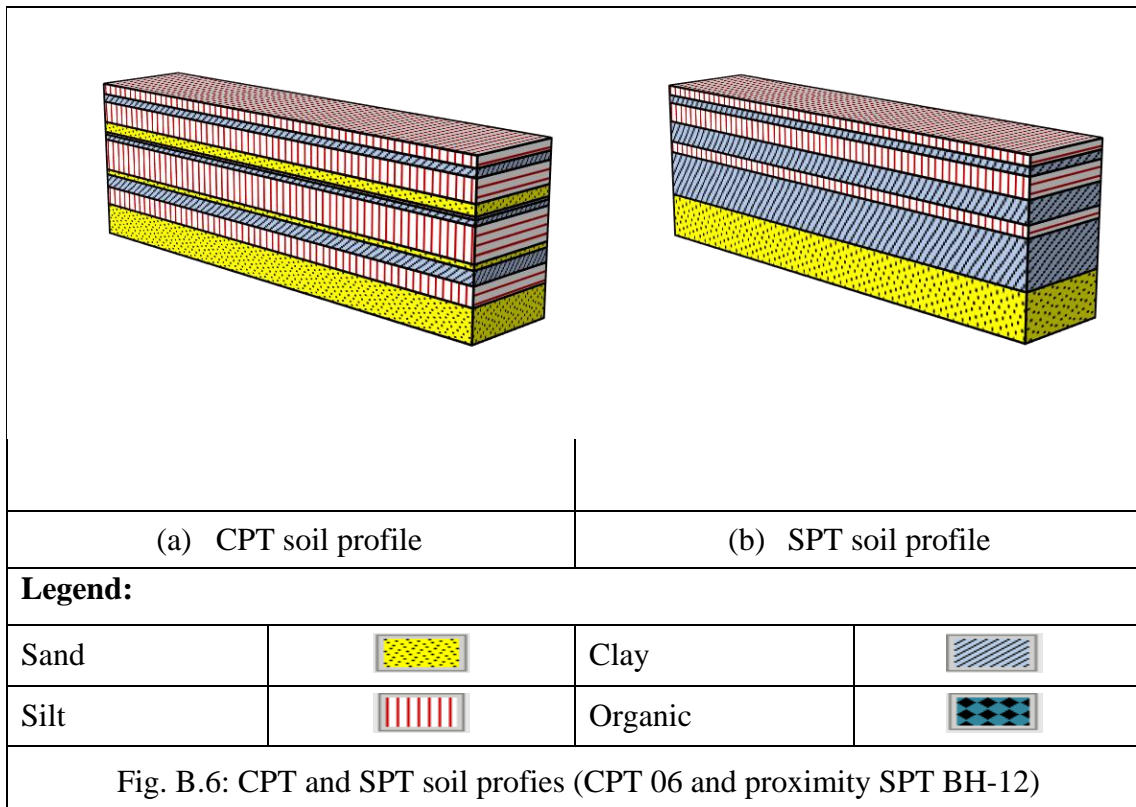 (a) CPT soil profile
(b) SPT soil profile
Legend:
Sand
Clay
Silt
Organic
Fig. B.6: CPT and SPT soil profies (CPT 06 and proximity SPT BH-12)